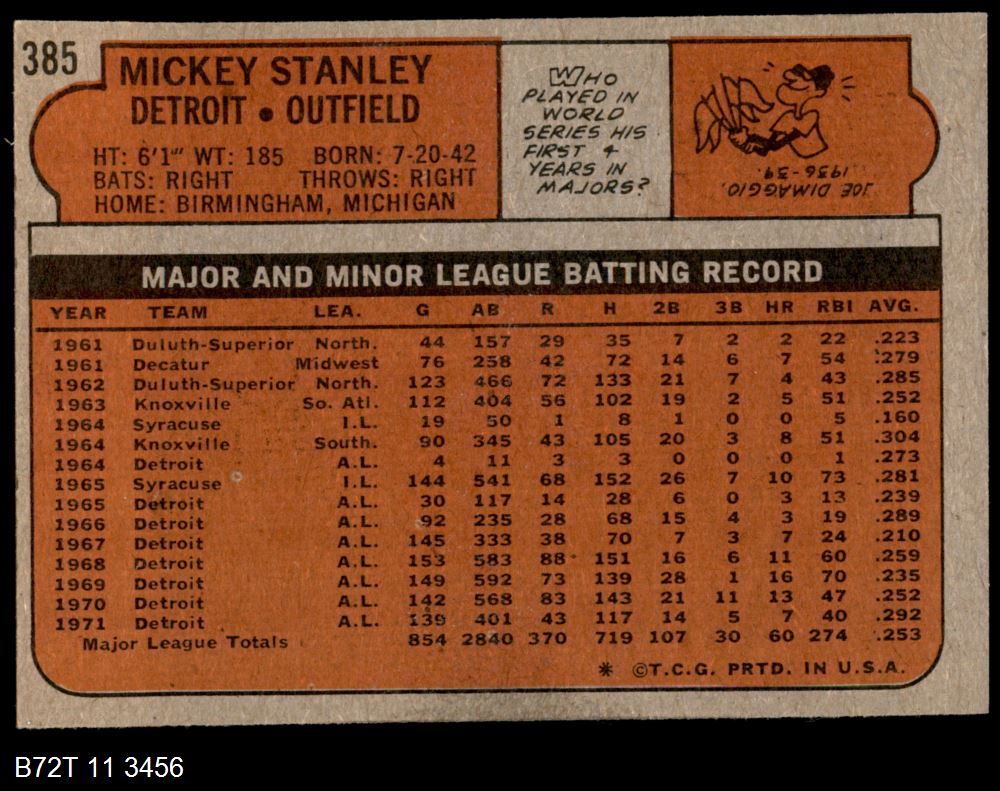 385
MICKEY STANLEY
DETROIT • OUTFIELD
HT: 6'1" WT: 185 BORN: 7-20-42
BATS: RIGHT THROWS: RIGHT
HOME: BIRMINGHAM, MICHIGAN
WHO
PLAYED IN
WORLD
SERIES HIS
FIRST 4
YEARS IN
MAJORS?
JOE DIMAGGIO,
1936-39.
MAJOR AND MINOR LEAGUE BATTING RECORD
YEAR TEAM LEA. G AB R H 2B 3B HR RBI AVG.
1961 Duluth-Superior North. 44 157 29 35 7 2 2 22 .223
1961 Decatur Midwest 76 258 42 72 14 6 7 54 .279
1962 Duluth-Superior North. 123 466 72 133 21 7 4 43 .285
1963 Knoxville So. Atl. 112 404 56 102 19 2 5 51 .252
1964 Syracuse I.L. 19 50 1 8 1 0 0 5 .160
1964 Knoxville South. 90 345 43 105 20 3 8 51 .304
1964 Detroit A.L. 4 11 3 3 0 0 0 1 .273
1965 Syracuse I.L. 144 541 68 152 26 7 10 73 .281
1965 Detroit A.L. 30 117 14 28 6 0 3 13 .239
1966 Detroit A.L. 92 235 28 68 15 4 3 19 .289
1967 Detroit A.L. 145 333 38 70 7 3 7 24 .210
1968 Detroit A.L. 153 583 88 151 16 6 11 60 .259
1969 Detroit A.L. 149 592 73 139 28 1 16 70 .235
1970 Detroit A.L. 142 568 83 143 21 11 13 47 .252
1971 Detroit A.L. 139 401 43 117 14 5 7 40 .292
Major League Totals 854 2840 370 719 107 30 60 274 .253
* ©T.C.G. PRTD. IN U.S.A.
B72T 11 3456